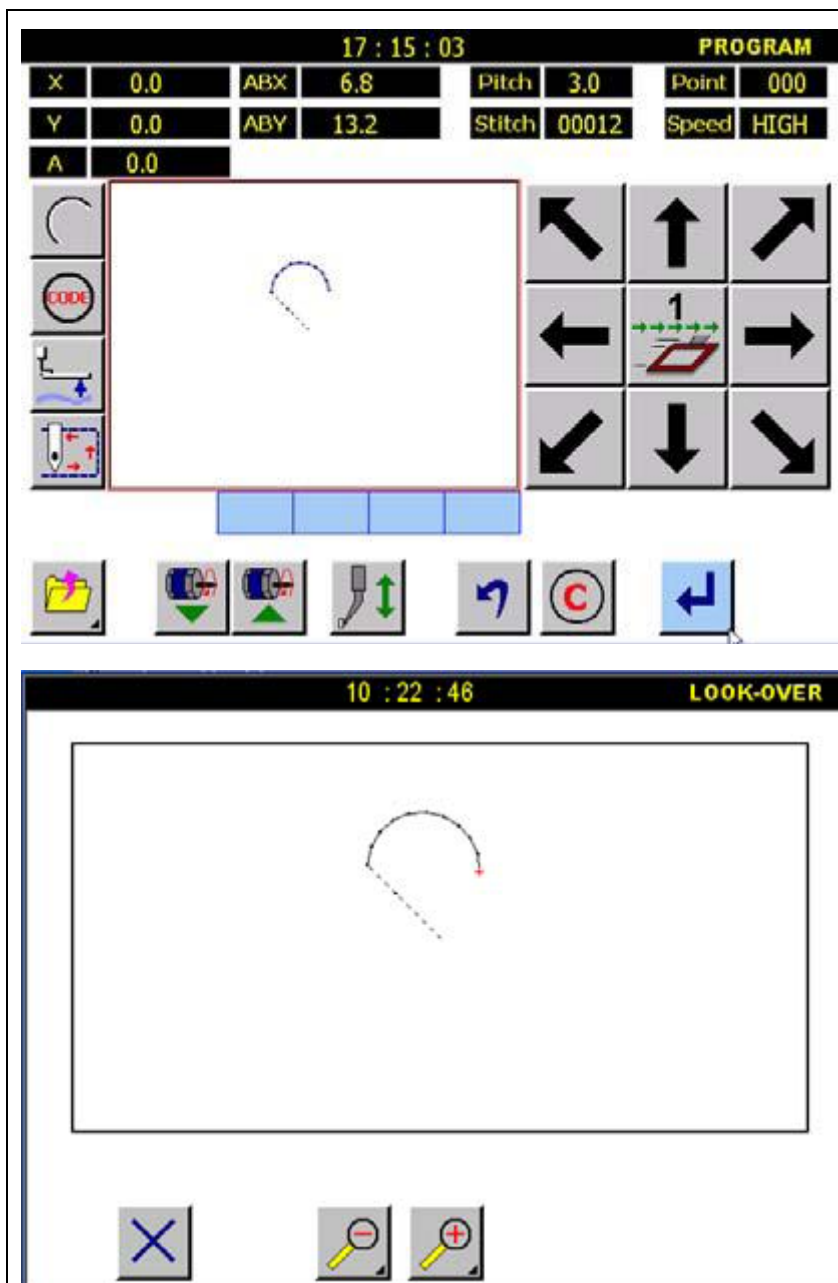 17 : 15 : 03 PROGRAM
X 0.0 ABX 6.8 Pitch 3.0 Point 000
Y 0.0 ABY 13.2 Stitch 00012 Speed HIGH
A 0.0
1
CODE
C
10 : 22 : 46 LOOK-OVER